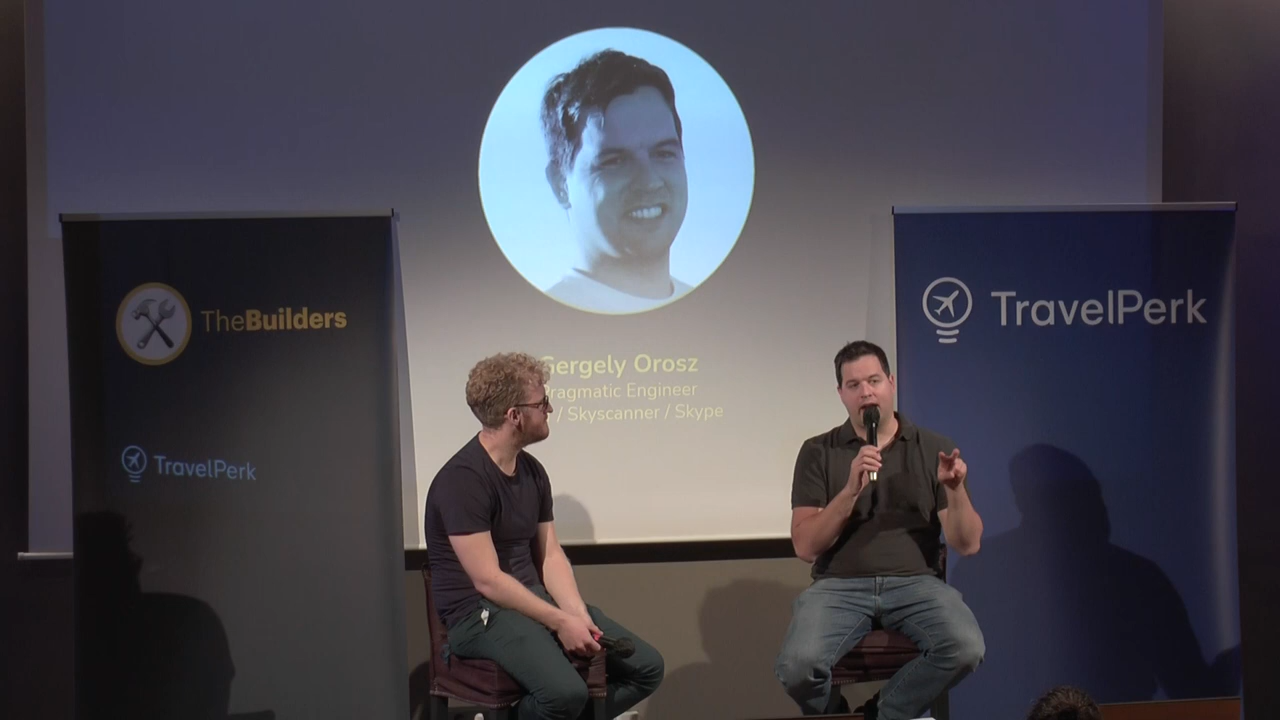 TheBuilders
TravelPerk
Gergely Orosz
Pragmatic Engineer
/ Skyscanner / Skype
TravelPerk